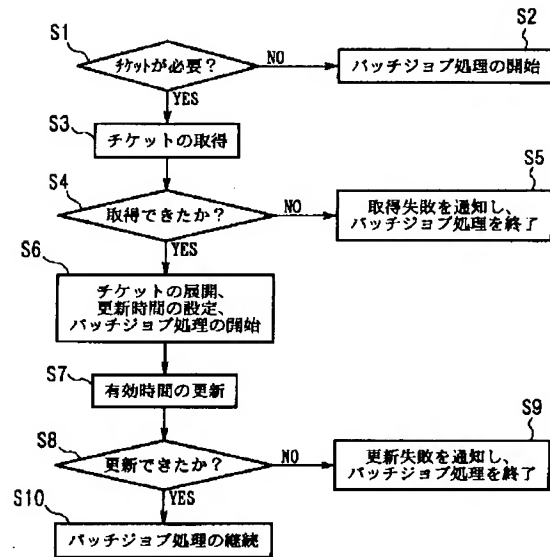 S1
チケットが必要?
NO
S2
バッチジョブ処理の開始
YES
S3
チケットの取得
S4
取得できたか?
NO
S5
取得失敗を通知し、
バッチジョブ処理を終了
YES
S6
チケットの展開、
更新時間の設定、
バッチジョブ処理の開始
S7
有効時間の更新
S8
更新できたか?
NO
S9
更新失敗を通知し、
バッチジョブ処理を終了
YES
S10
バッチジョブ処理の継続